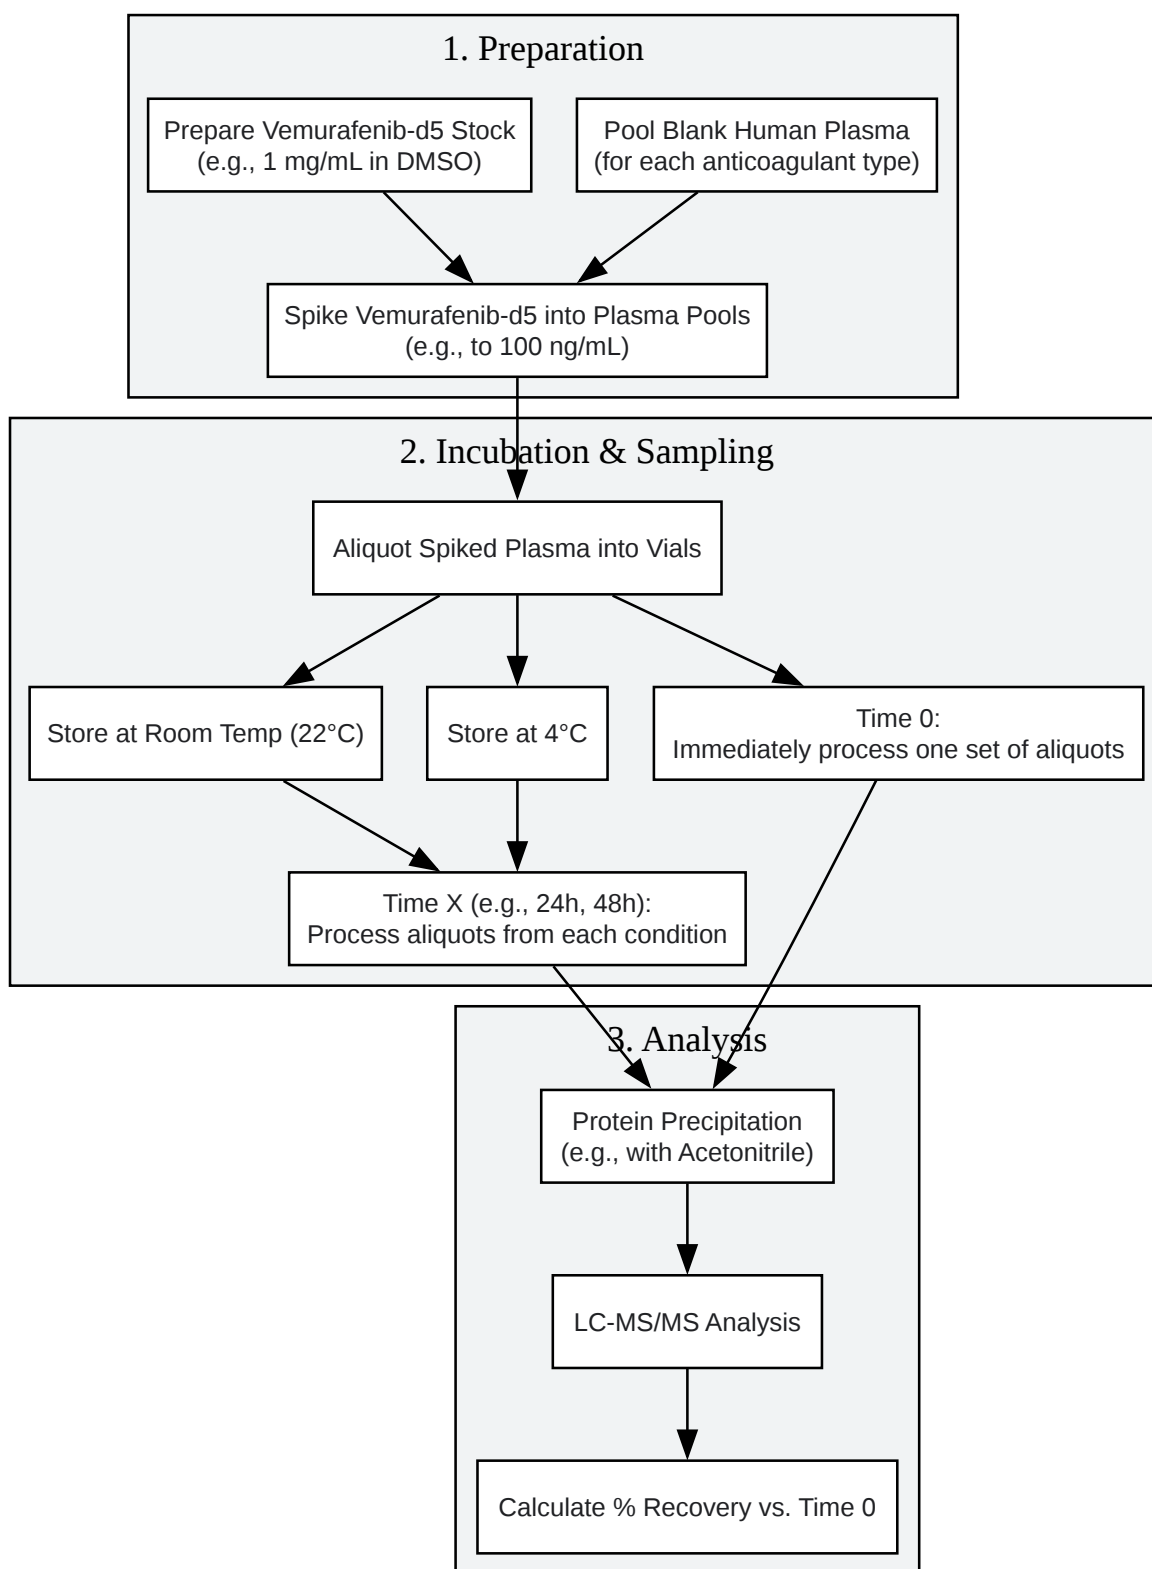 1. Preparation
Prepare Vemurafenib-d5 Stock
(e.g., 1 mg/mL in DMSO)
Pool Blank Human Plasma
(for each anticoagulant type)
Spike Vemurafenib-d5 into Plasma Pools
(e.g., to 100 ng/mL)
2. Incubation & Sampling
Aliquot Spiked Plasma into Vials
Store at Room Temp (22°C)
Store at 4°C
Time 0:
Immediately process one set of aliquots
Time X (e.g., 24h, 48h):
Process aliquots from each condition
3. Analysis
Protein Precipitation
(e.g., with Acetonitrile)
LC-MS/MS Analysis
Calculate % Recovery vs. Time 0